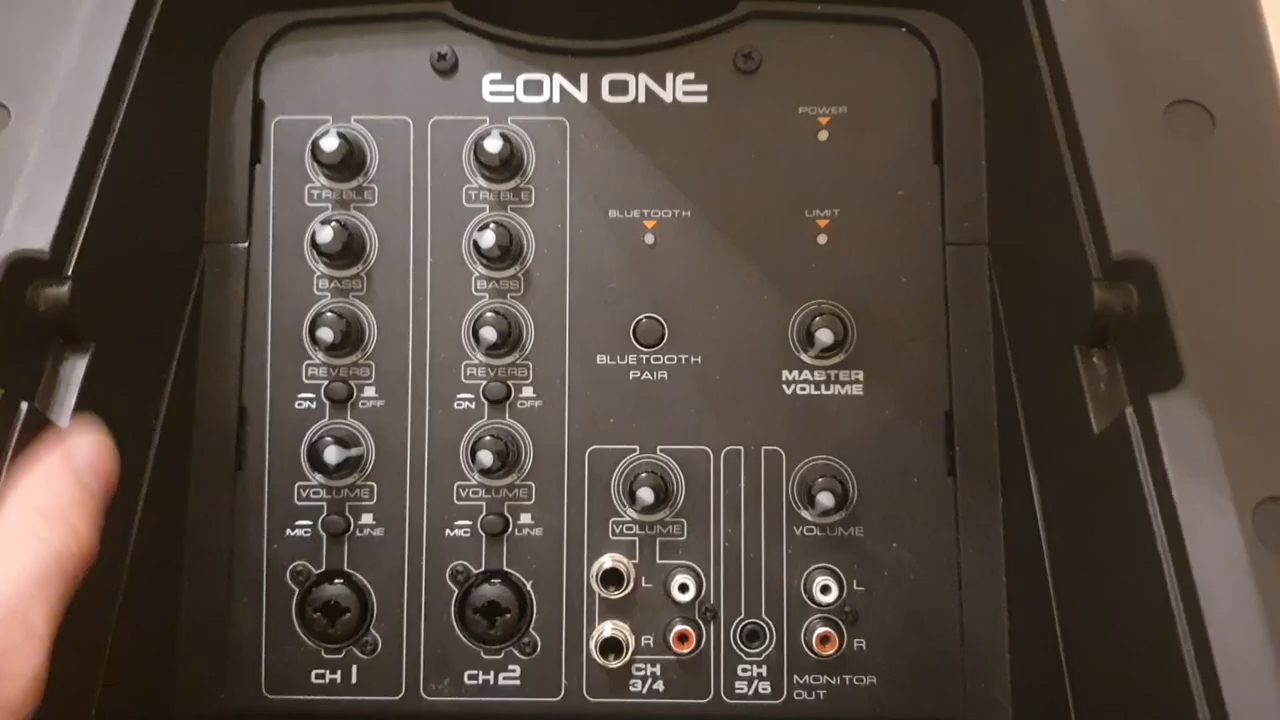 EON ONE
POWER
TREBLE
TREBLE
BLUETOOTH
LIMIT
BASS
BASS
BLUETOOTH
PAIR
REVERB
REVERB
MASTER
VOLUME
ON OFF
ON OFF
VOLUME
VOLUME
VOLUME
VOLUME
MIC LINE
MIC LINE
L
L
R
R
CH 1
CH 2
CH
3/4
CH
5/6
MONITOR
OUT